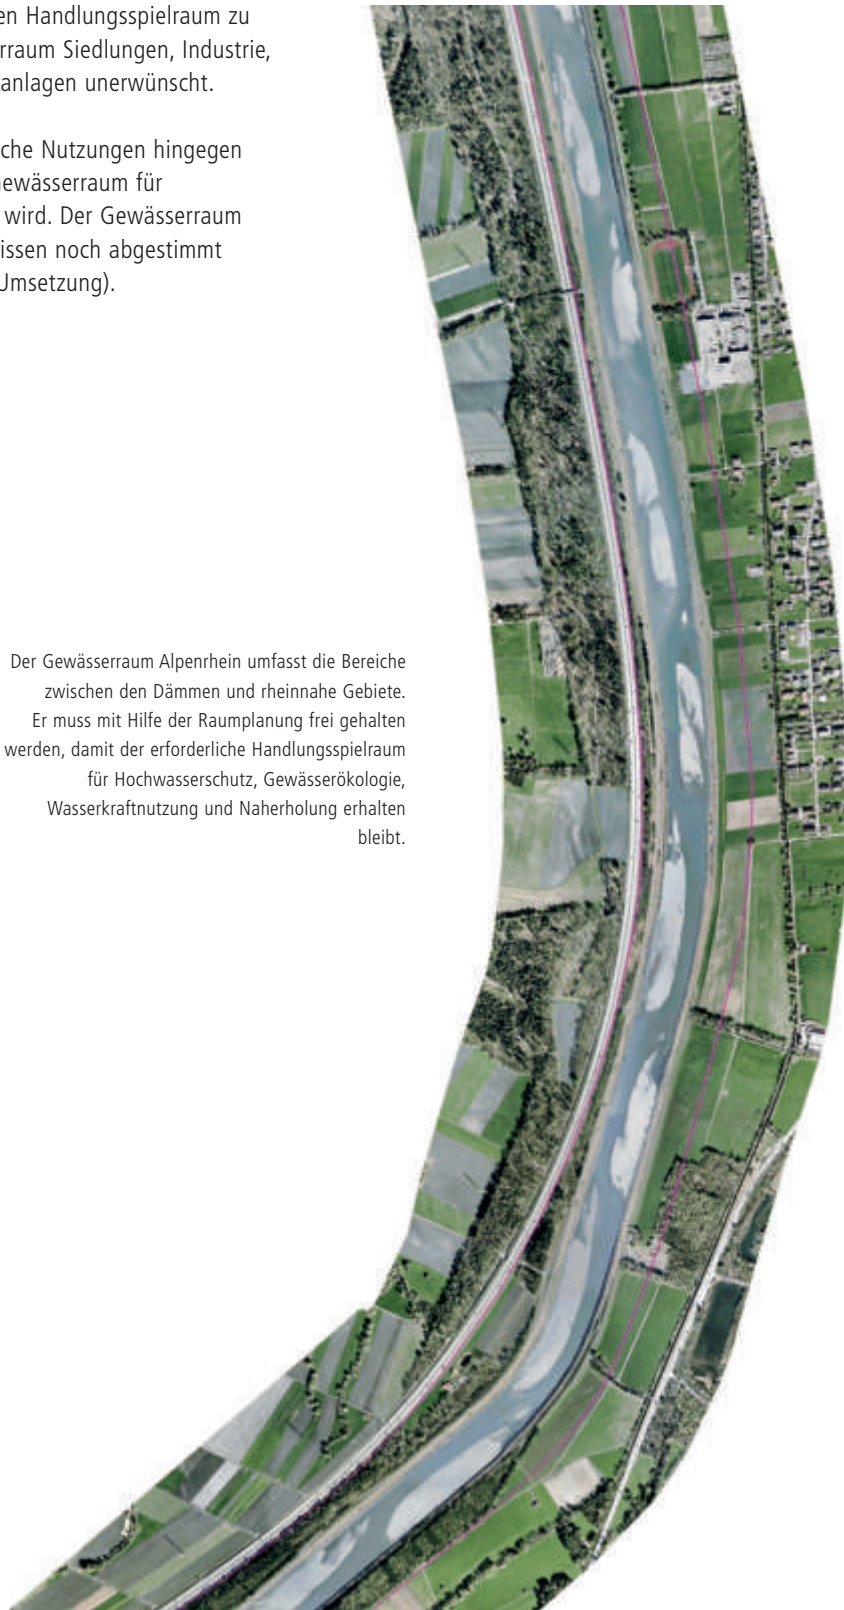 en Handlungsspielraum zu
rraum Siedlungen, Industrie,
ranlagen unerwünscht.
che Nutzungen hingegen
Gewässerraum für
wird. Der Gewässerraum
issen noch abgestimmt
Umsetzung).
Der Gewässerraum Alpenrhein umfasst die Bereiche
zwischen den Dämmen und rheinnahe Gebiete.
Er muss mit Hilfe der Raumplanung frei gehalten
werden, damit der erforderliche Handlungsspielraum
für Hochwasserschutz, Gewässerökologie,
Wasserkraftnutzung und Naherholung erhalten
bleibt.